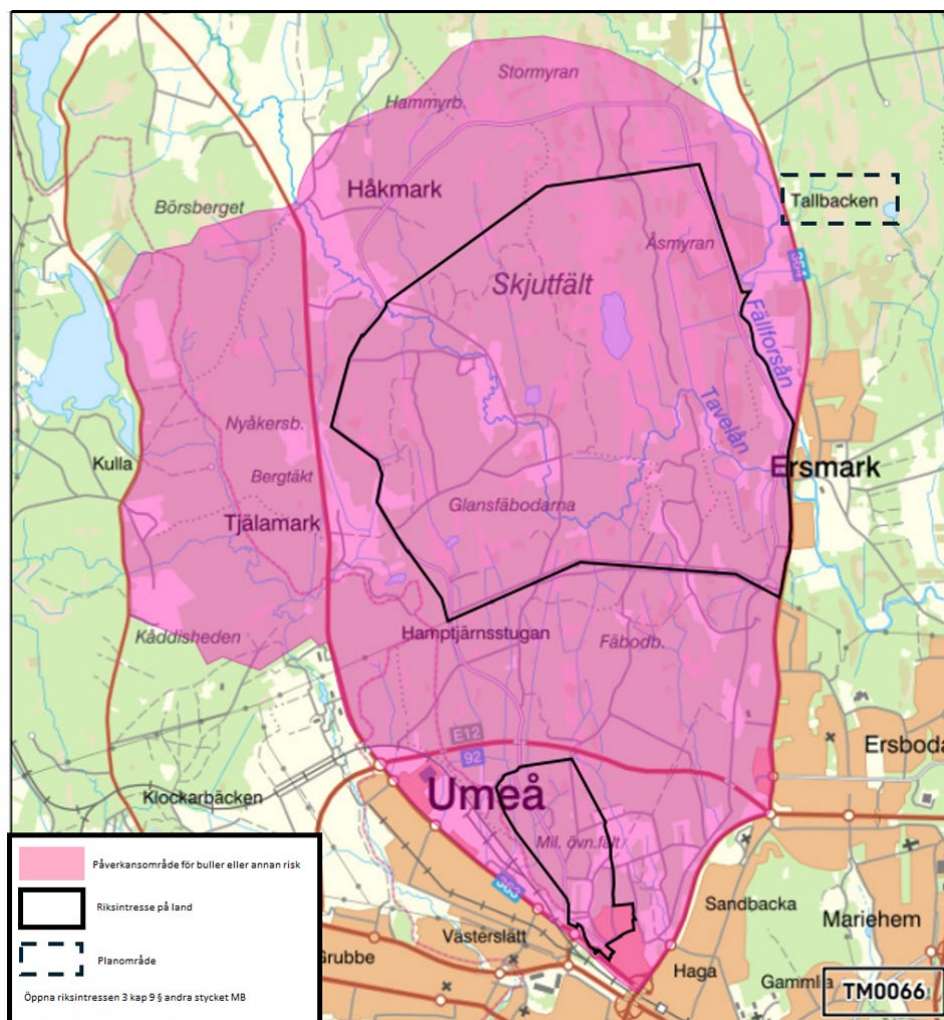 Stormyran
Hammyrb.
Håkmark
Tallbacken
Börsberget
Åsmyran
364
Skjutfält
Fällforsån
Tavelån
Nyåkersb.
Kulla
Bergtäkt
Ersmark
Glansfäbodarna
Tjälamark
Kåddisheden
Hamptjärnsstugan
Fäbodb.
E12
92
Ersboda
Klockarbäcken
Umeå
Mil. övn.fält
363
Sandbacka
Mariehem
Västerslätt
Grubbe
Haga
Gammlia
TM0066
Påverkansområde för buller eller annan risk
Riksintresse på land
Planområde
Öppna riksintressen 3 kap 9 § andra stycket MB